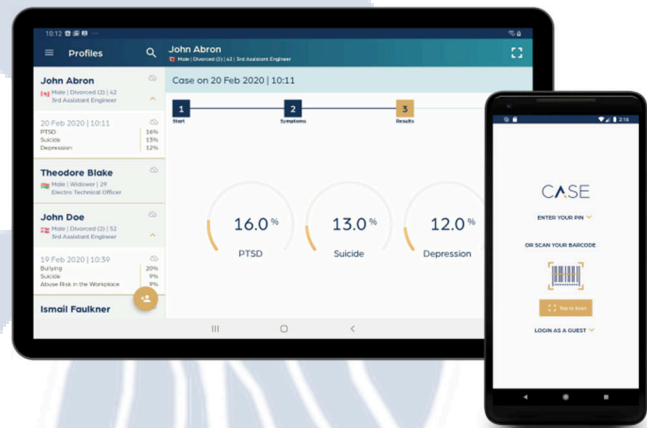 10:12
Profiles
John Abron
Male | Divorced (2) | 42 | 3rd Assistant Engineer
John Abron
Male | Divorced (2) | 42
3rd Assistant Engineer
20 Feb 2020 | 10:11
PTSD 16%
Suicide 13%
Depression 12%
Theodore Blake
Male | Widower | 29
Electro Technical Officer
John Doe
Male | Divorced (2) | 52
3rd Assistant Engineer
19 Feb 2020 | 10:39
Bullying 20%
Suicide 9%
Abuse Risk in the Workplace 9%
Ismail Faulkner
Case on 20 Feb 2020 | 10:11
1 2 3
Start Symptoms Results
16.0 % 13.0 % 12.0 %
PTSD Suicide Depression
2:16
CASE
ENTER YOUR PIN
OR SCAN YOUR BARCODE
Tap to Scan
LOGIN AS A GUEST